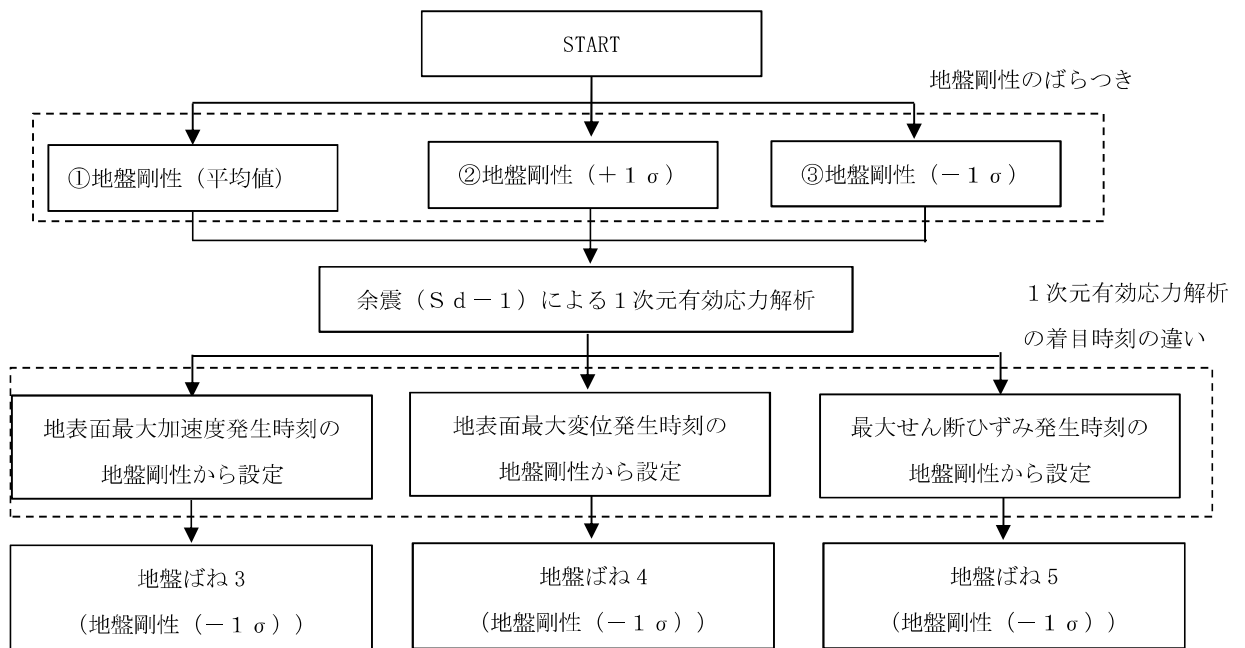 START
地盤剛性のばらつき
①地盤剛性（平均値）
②地盤剛性（＋１σ）
③地盤剛性（－１σ）
余震（Ｓｄ－１）による１次元有効応力解析
１次元有効応力解析
の着目時刻の違い
地表面最大加速度発生時刻の
地盤剛性から設定
地表面最大変位発生時刻の
地盤剛性から設定
最大せん断ひずみ発生時刻の
地盤剛性から設定
地盤ばね3
（地盤剛性（－１σ））
地盤ばね4
（地盤剛性（－１σ））
地盤ばね5
（地盤剛性（－１σ））